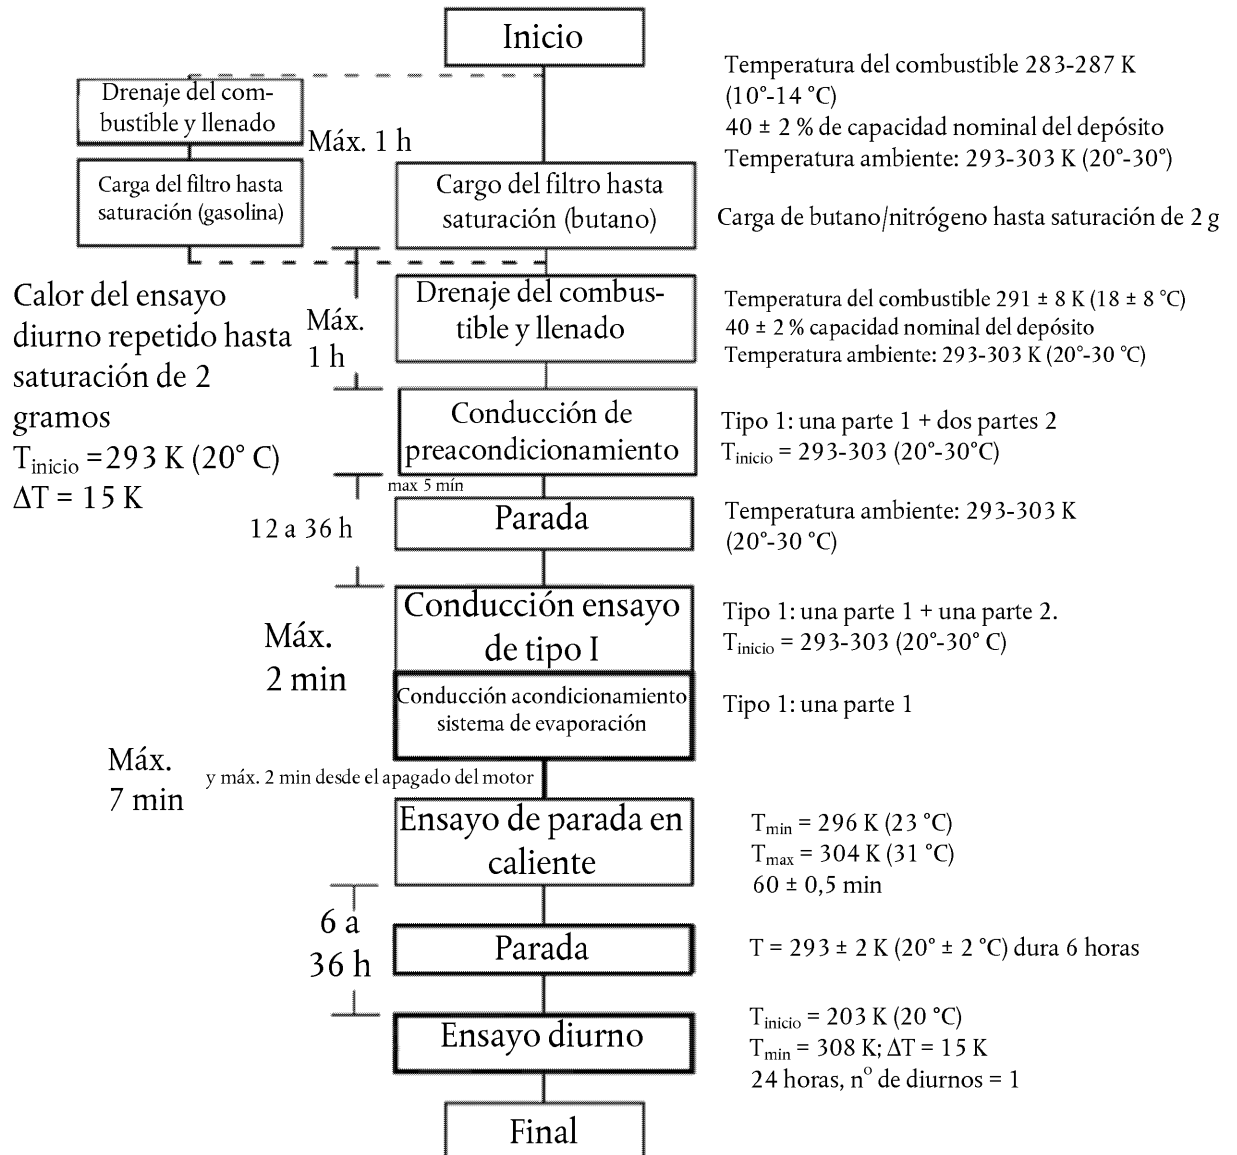 Inicio
Temperatura del combustible 283-287 K
(10°-14 °C)
40 ± 2 % de capacidad nominal del depósito
Temperatura ambiente: 293-303 K (20°-30°)
Drenaje del com-
bustible y llenado
Máx. 1 h
Carga del filtro hasta
saturación (gasolina)
Cargo del filtro hasta
saturación (butano)
Carga de butano/nitrógeno hasta saturación de 2 g
Calor del ensayo
diurno repetido hasta
saturación de 2
gramos
Tinicio =293 K (20° C)
ΔT = 15 K
Máx.
1 h
Drenaje del combus-
tible y llenado
Temperatura del combustible 291 ± 8 K (18 ± 8 °C)
40 ± 2 % capacidad nominal del depósito
Temperatura ambiente: 293-303 K (20°-30 °C)
Conducción de
preacondicionamiento
Tipo 1: una parte 1 + dos partes 2
Tinicio = 293-303 (20°-30°C)
max 5 mín
12 a 36 h
Parada
Temperatura ambiente: 293-303 K
(20°-30 °C)
Conducción ensayo
de tipo I
Tipo 1: una parte 1 + una parte 2.
Tinicio = 293-303 (20°-30° C)
Máx.
2 min
Conducción acondicionamiento
sistema de evaporación
Tipo 1: una parte 1
Máx.
7 min
y máx. 2 min desde el apagado del motor
Ensayo de parada en
caliente
Tmin = 296 K (23 °C)
Tmax = 304 K (31 °C)
60 ± 0,5 min
6 a
36 h
Parada
T = 293 ± 2 K (20° ± 2 °C) dura 6 horas
Ensayo diurno
Tinicio = 203 K (20 °C)
Tmin = 308 K; ΔT = 15 K
24 horas, nº de diurnos = 1
Final